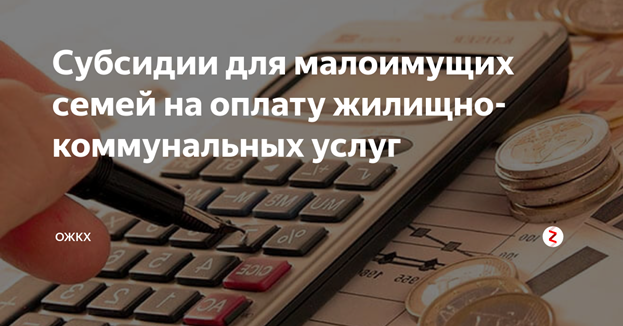 Субсидии для малоимущих
семей на оплату жилищно-
коммунальных услуг
ОЖКХ